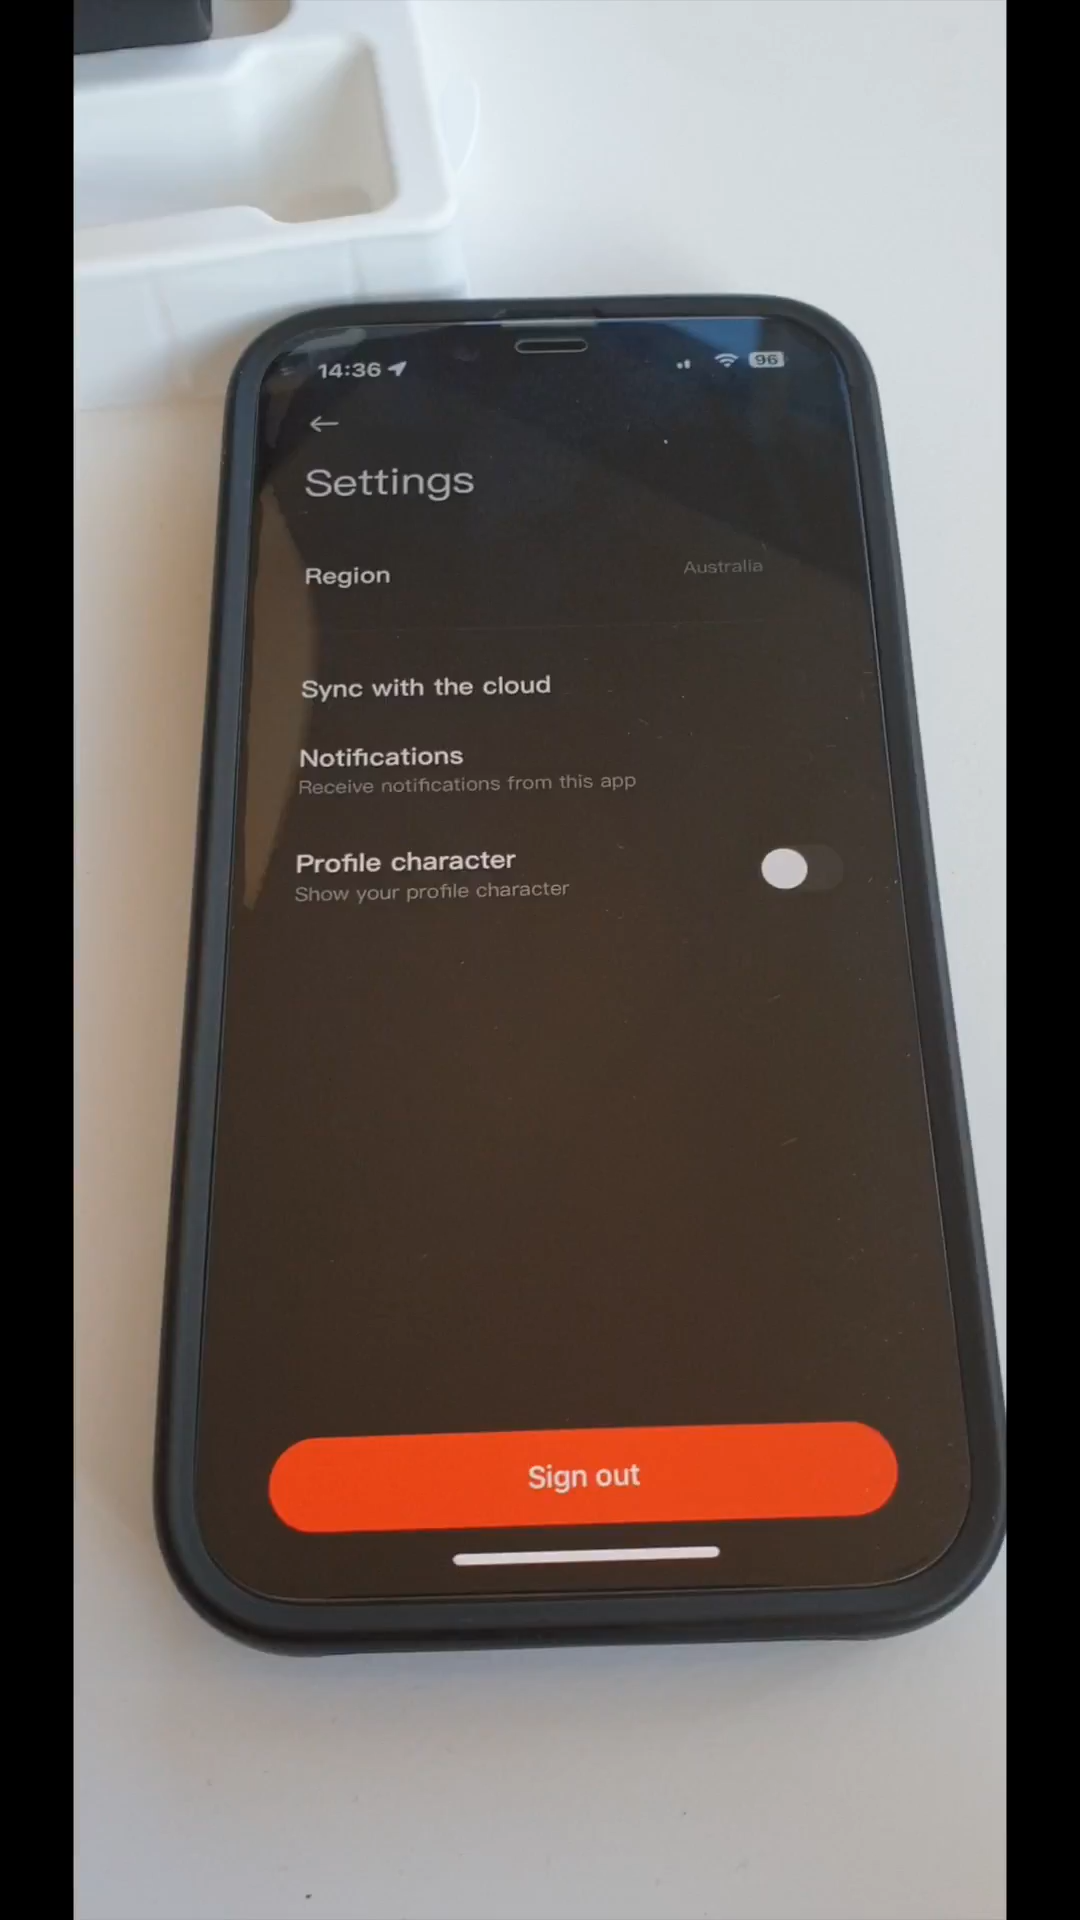 14:36
96
Settings
Region
Australia
Sync with the cloud
Notifications
Receive notifications from this app
Profile character
Show your profile character
Sign out